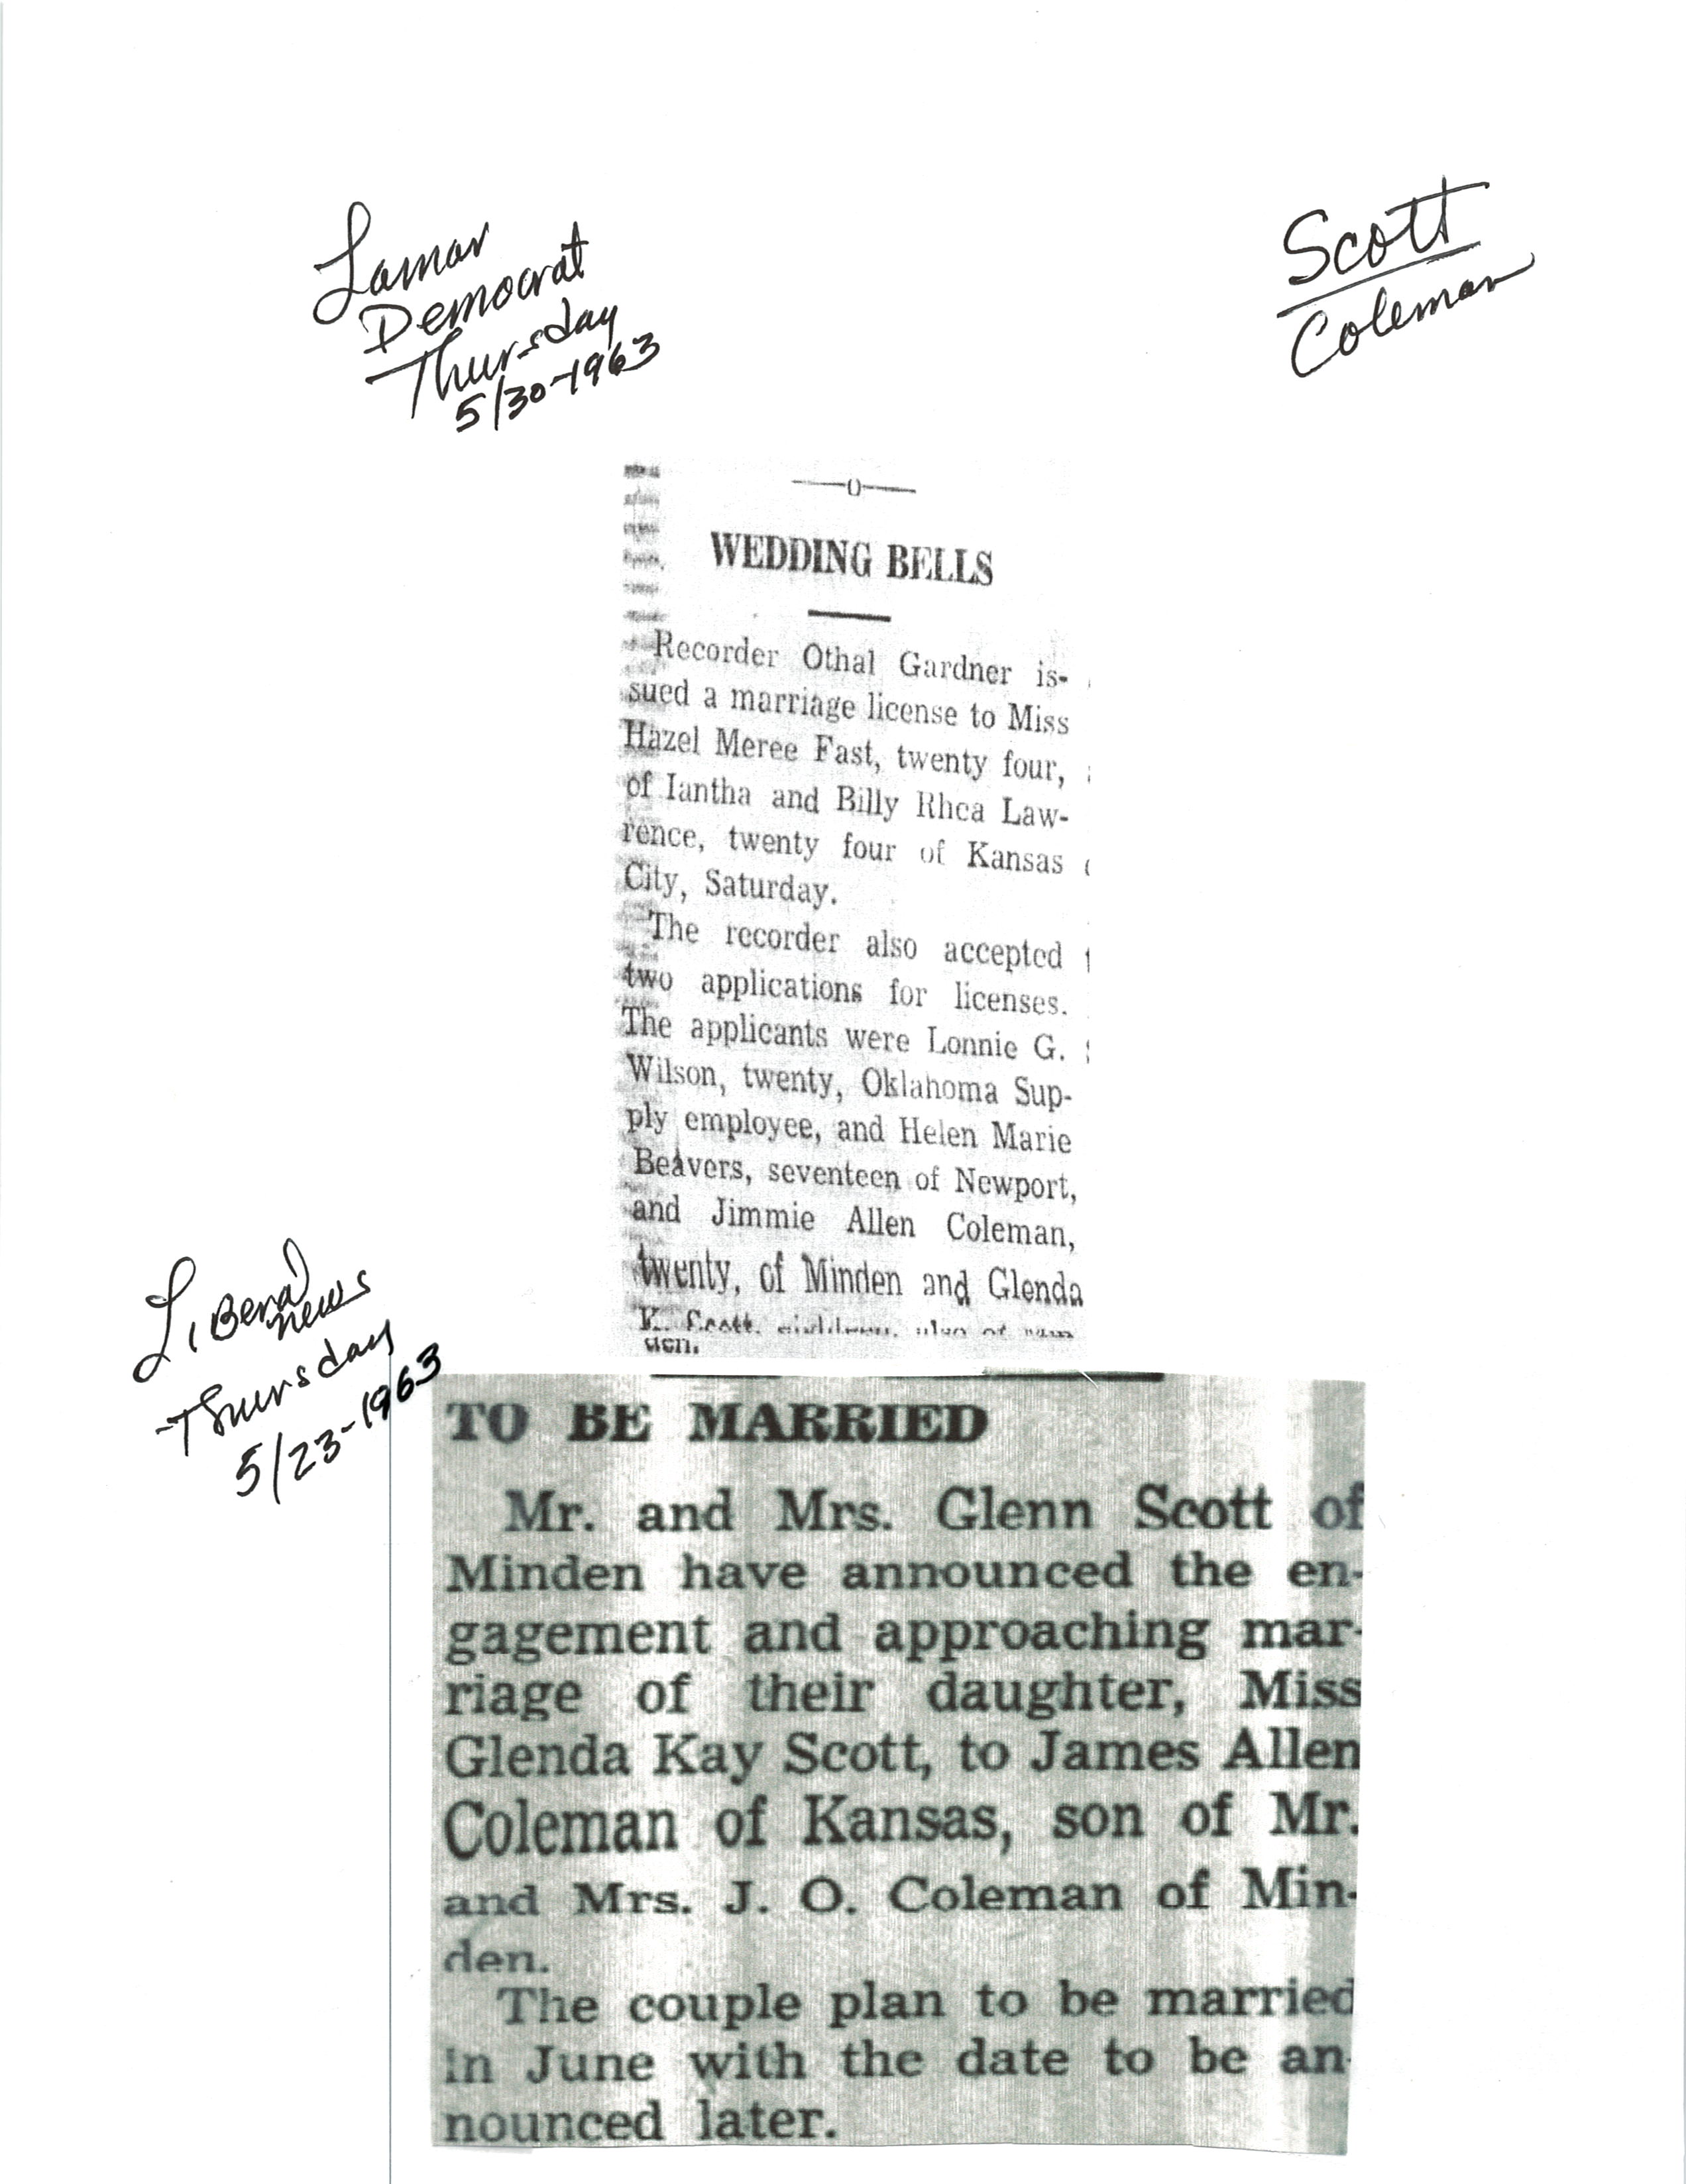 Lamar
Democrat
Thursday
5/30-1963
Scott
Coleman
—0—
WEDDING BELLS
Recorder Othal Gardner is-
sued a marriage license to Miss
Hazel Meree Fast, twenty four,
of Iantha and Billy Rhea Law-
rence, twenty four of Kansas
City, Saturday.
The recorder also accepted
two applications for licenses.
The applicants were Lonnie G.
Wilson, twenty, Oklahoma Sup-
ply employee, and Helen Marie
Beavers, seventeen of Newport,
and Jimmie Allen Coleman,
twenty, of Minden and Glenda
K. Scott, also of
den.
Liberal
news
Thursday
5/23-1963
TO BE MARRIED
Mr. and Mrs. Glenn Scott of
Minden have announced the en-
gagement and approaching mar-
riage of their daughter, Miss
Glenda Kay Scott, to James Allen
Coleman of Kansas, son of Mr.
and Mrs. J. O. Coleman of Min-
den.
The couple plan to be married
in June with the date to be an-
nounced later.